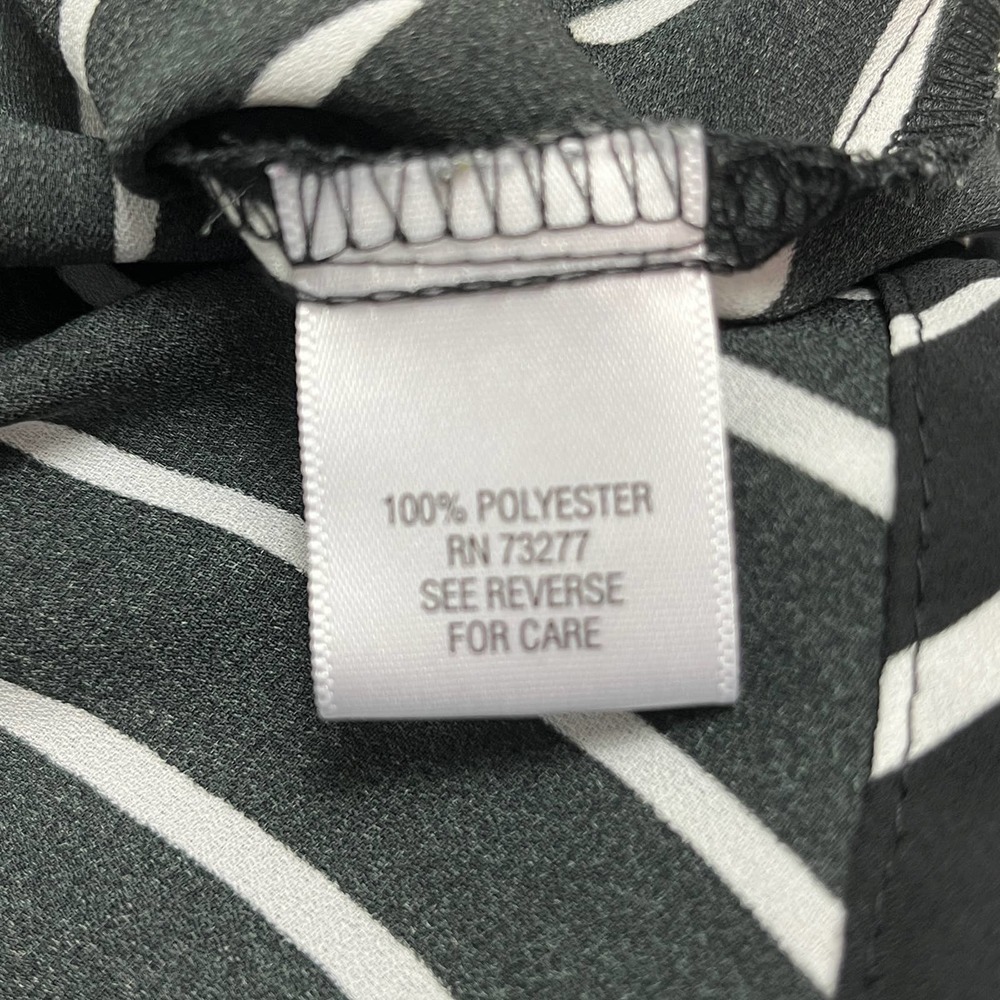 100% POLYESTER
RN 73277
SEE REVERSE
FOR CARE